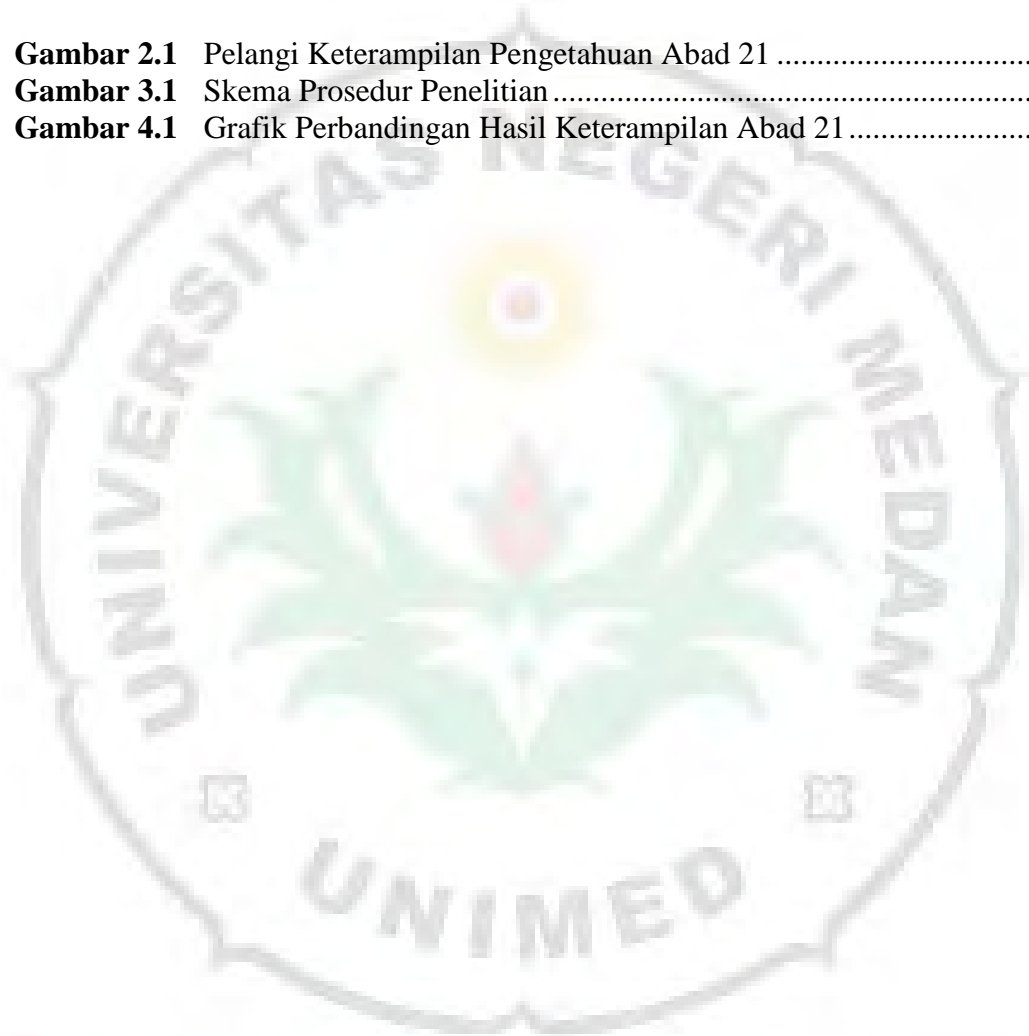 Gambar 2.1 Pelangi Keterampilan Pengetahuan Abad 21 ................................
Gambar 3.1 Skema Prosedur Penelitian ............................................................
Gambar 4.1 Grafik Perbandingan Hasil Keterampilan Abad 21 .......................
UNIVERSITAS NEGERI MEDAN
UNIMED